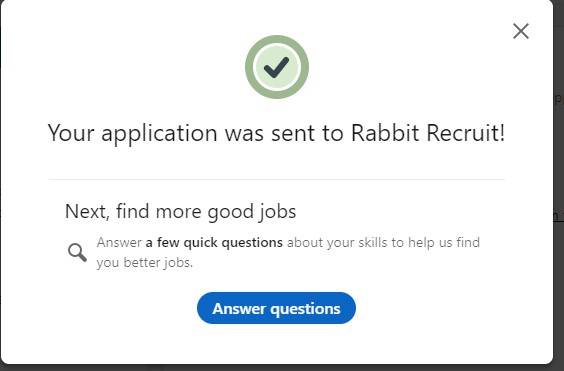 Your application was sent to Rabbit Recruit!
Next, find more good jobs
Answer a few quick questions about your skills to help us find
you better jobs.
Answer questions